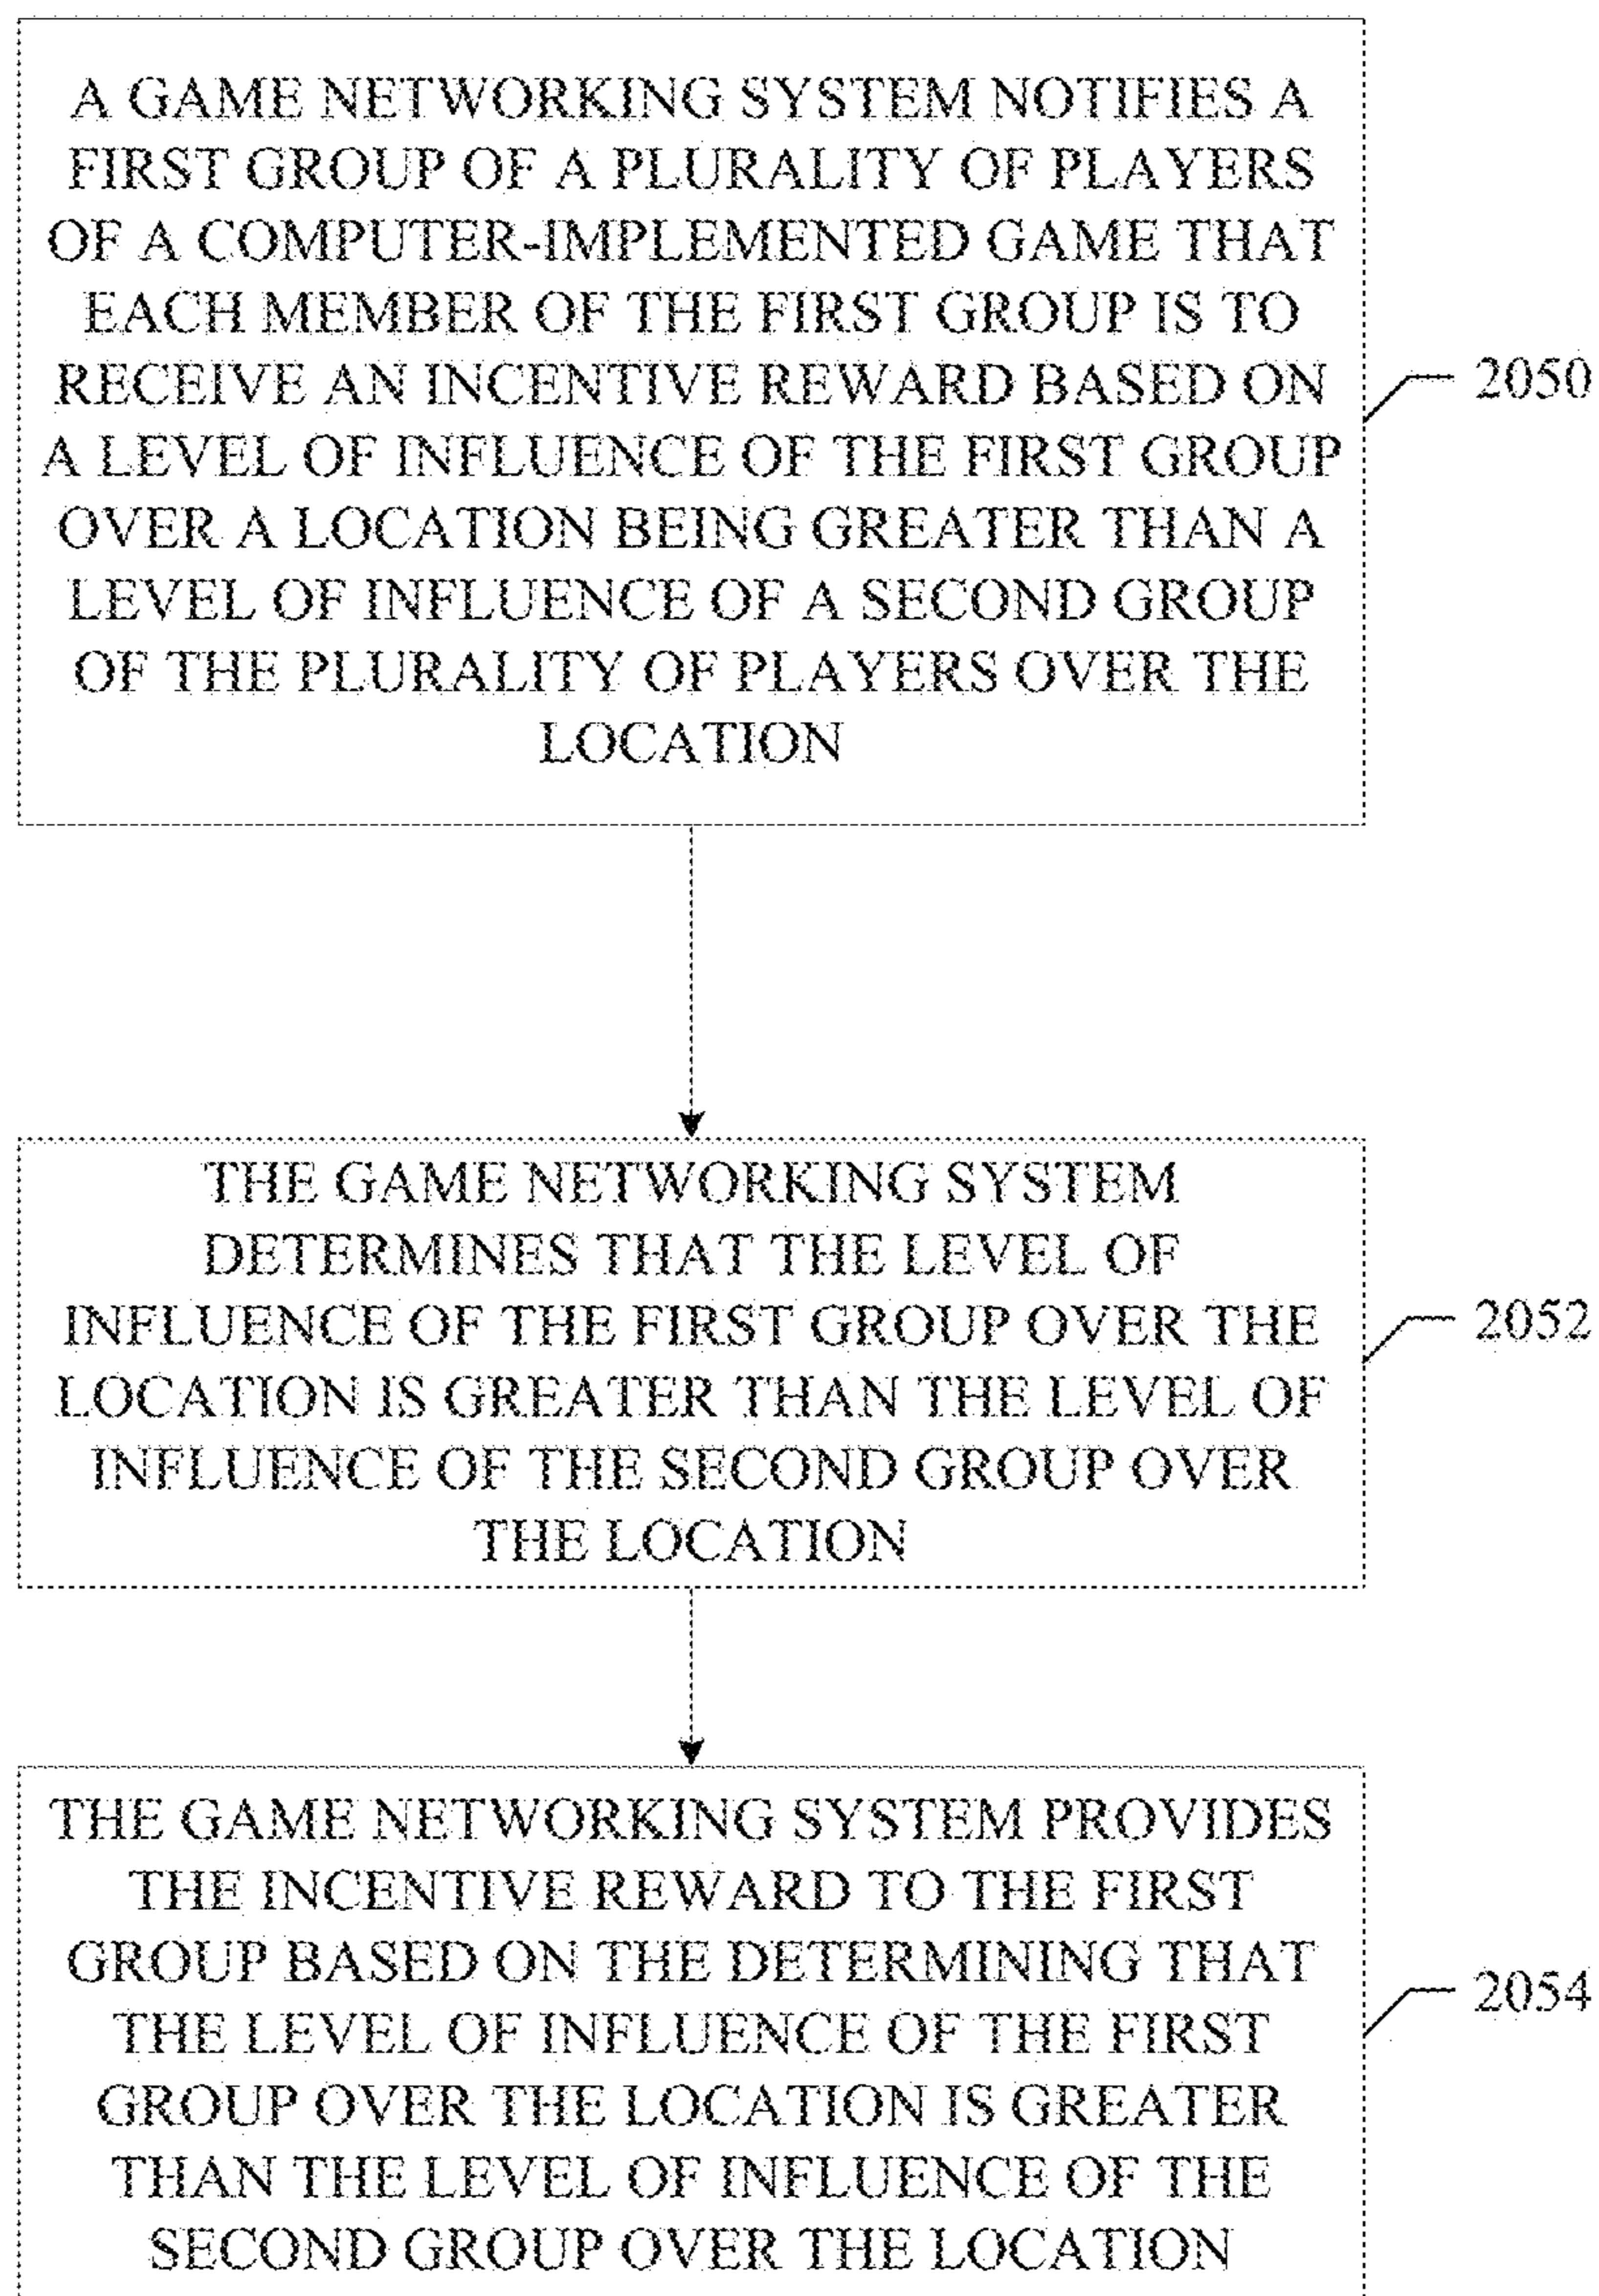 A GAME NETWORKING SYSTEM NOTIFIES A
FIRST GROUP OF A PLURALITY OF PLAYERS
OF A COMPUTER-IMPLEMENTED GAME THAT
EACH MEMBER OF THE FIRST GROUP IS TO
RECEIVE AN INCENTIVE REWARD BASED ON
A LEVEL OF INFLUENCE OF THE FIRST GROUP
OVER A LOCATION BEING GREATER THAN A
LEVEL OF INFLUENCE OF A SECOND GROUP
OF THE PLURALITY OF PLAYERS OVER THE
LOCATION
2050
THE GAME NETWORKING SYSTEM
DETERMINES THAT THE LEVEL OF
INFLUENCE OF THE FIRST GROUP OVER THE
LOCATION IS GREATER THAN THE LEVEL OF
INFLUENCE OF THE SECOND GROUP OVER
THE LOCATION
2052
THE GAME NETWORKING SYSTEM PROVIDES
THE INCENTIVE REWARD TO THE FIRST
GROUP BASED ON THE DETERMINING THAT
THE LEVEL OF INFLUENCE OF THE FIRST
GROUP OVER THE LOCATION IS GREATER
THAN THE LEVEL OF INFLUENCE OF THE
SECOND GROUP OVER THE LOCATION
2054